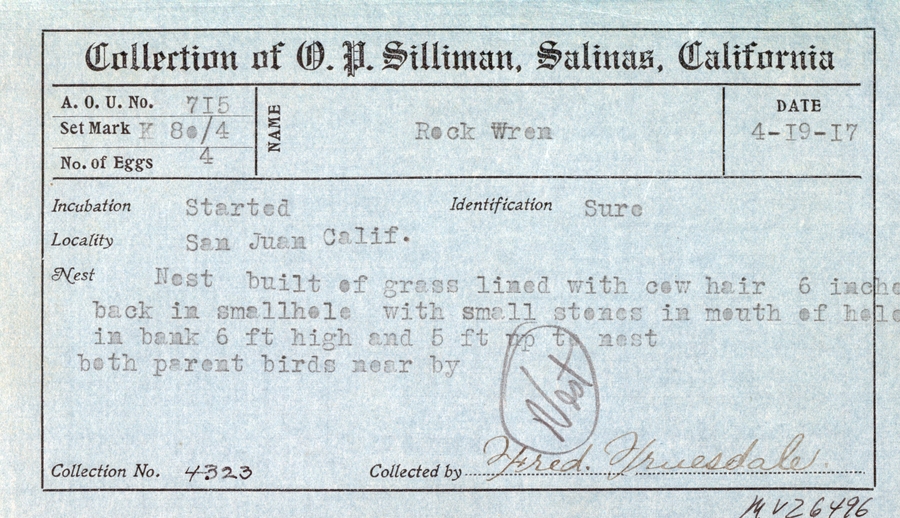 Collection of O. P. Silliman, Salinas, California
A. O. U. No. 715
Set Mark K 80/4
No. of Eggs 4
NAME
Rock Wren
DATE
4-19-17
Incubation Started Identification Sure
Locality San Juan Calif.
Nest Nest built of grass lined with cow hair 6 inche
back in smallhole with small stones in mouth of hole
in bank 6 ft high and 5 ft up to nest
both parent birds near by
Nest
Collection No. 4323 Collected by Fred. Truesdale.
MVZ6496